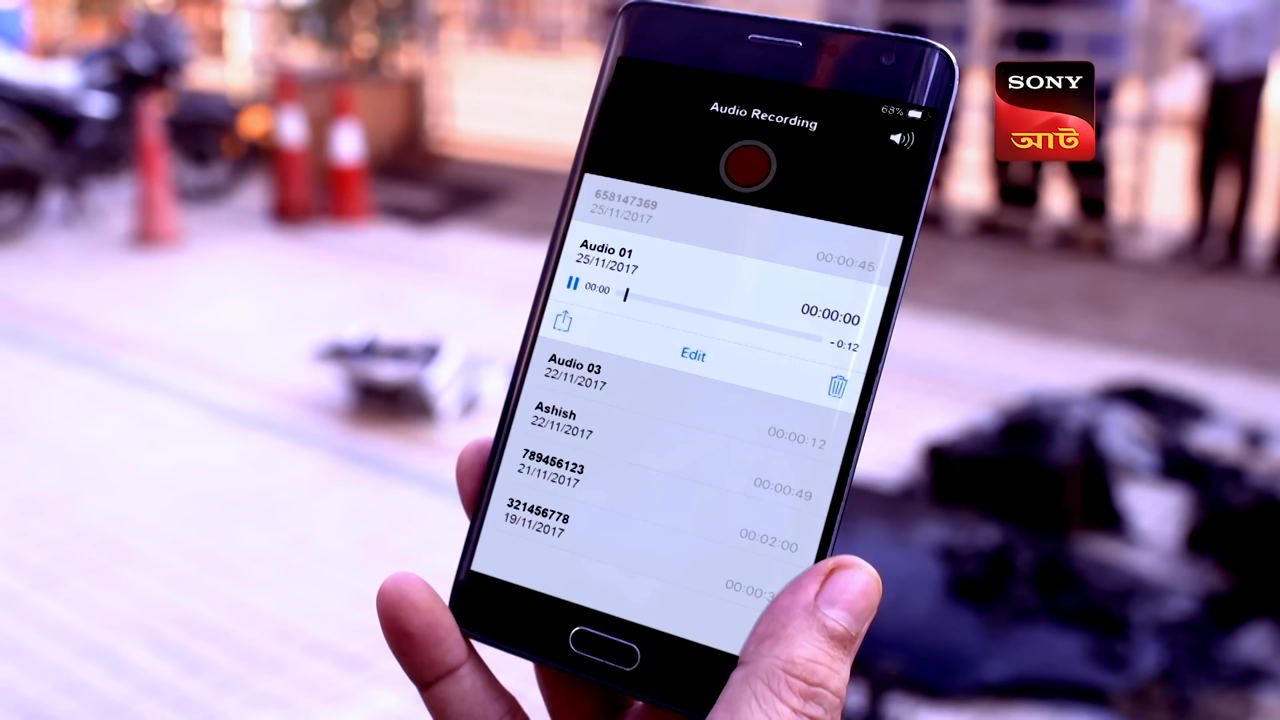 SONY
আট
68%
Audio Recording
658147369
25/11/2017
00:00:45
Audio 01
25/11/2017
00:00
00:00:00
-0:12
Edit
Audio 03
22/11/2017
00:00:12
Ashish
22/11/2017
00:00:49
789456123
21/11/2017
00:02:00
321456778
19/11/2017